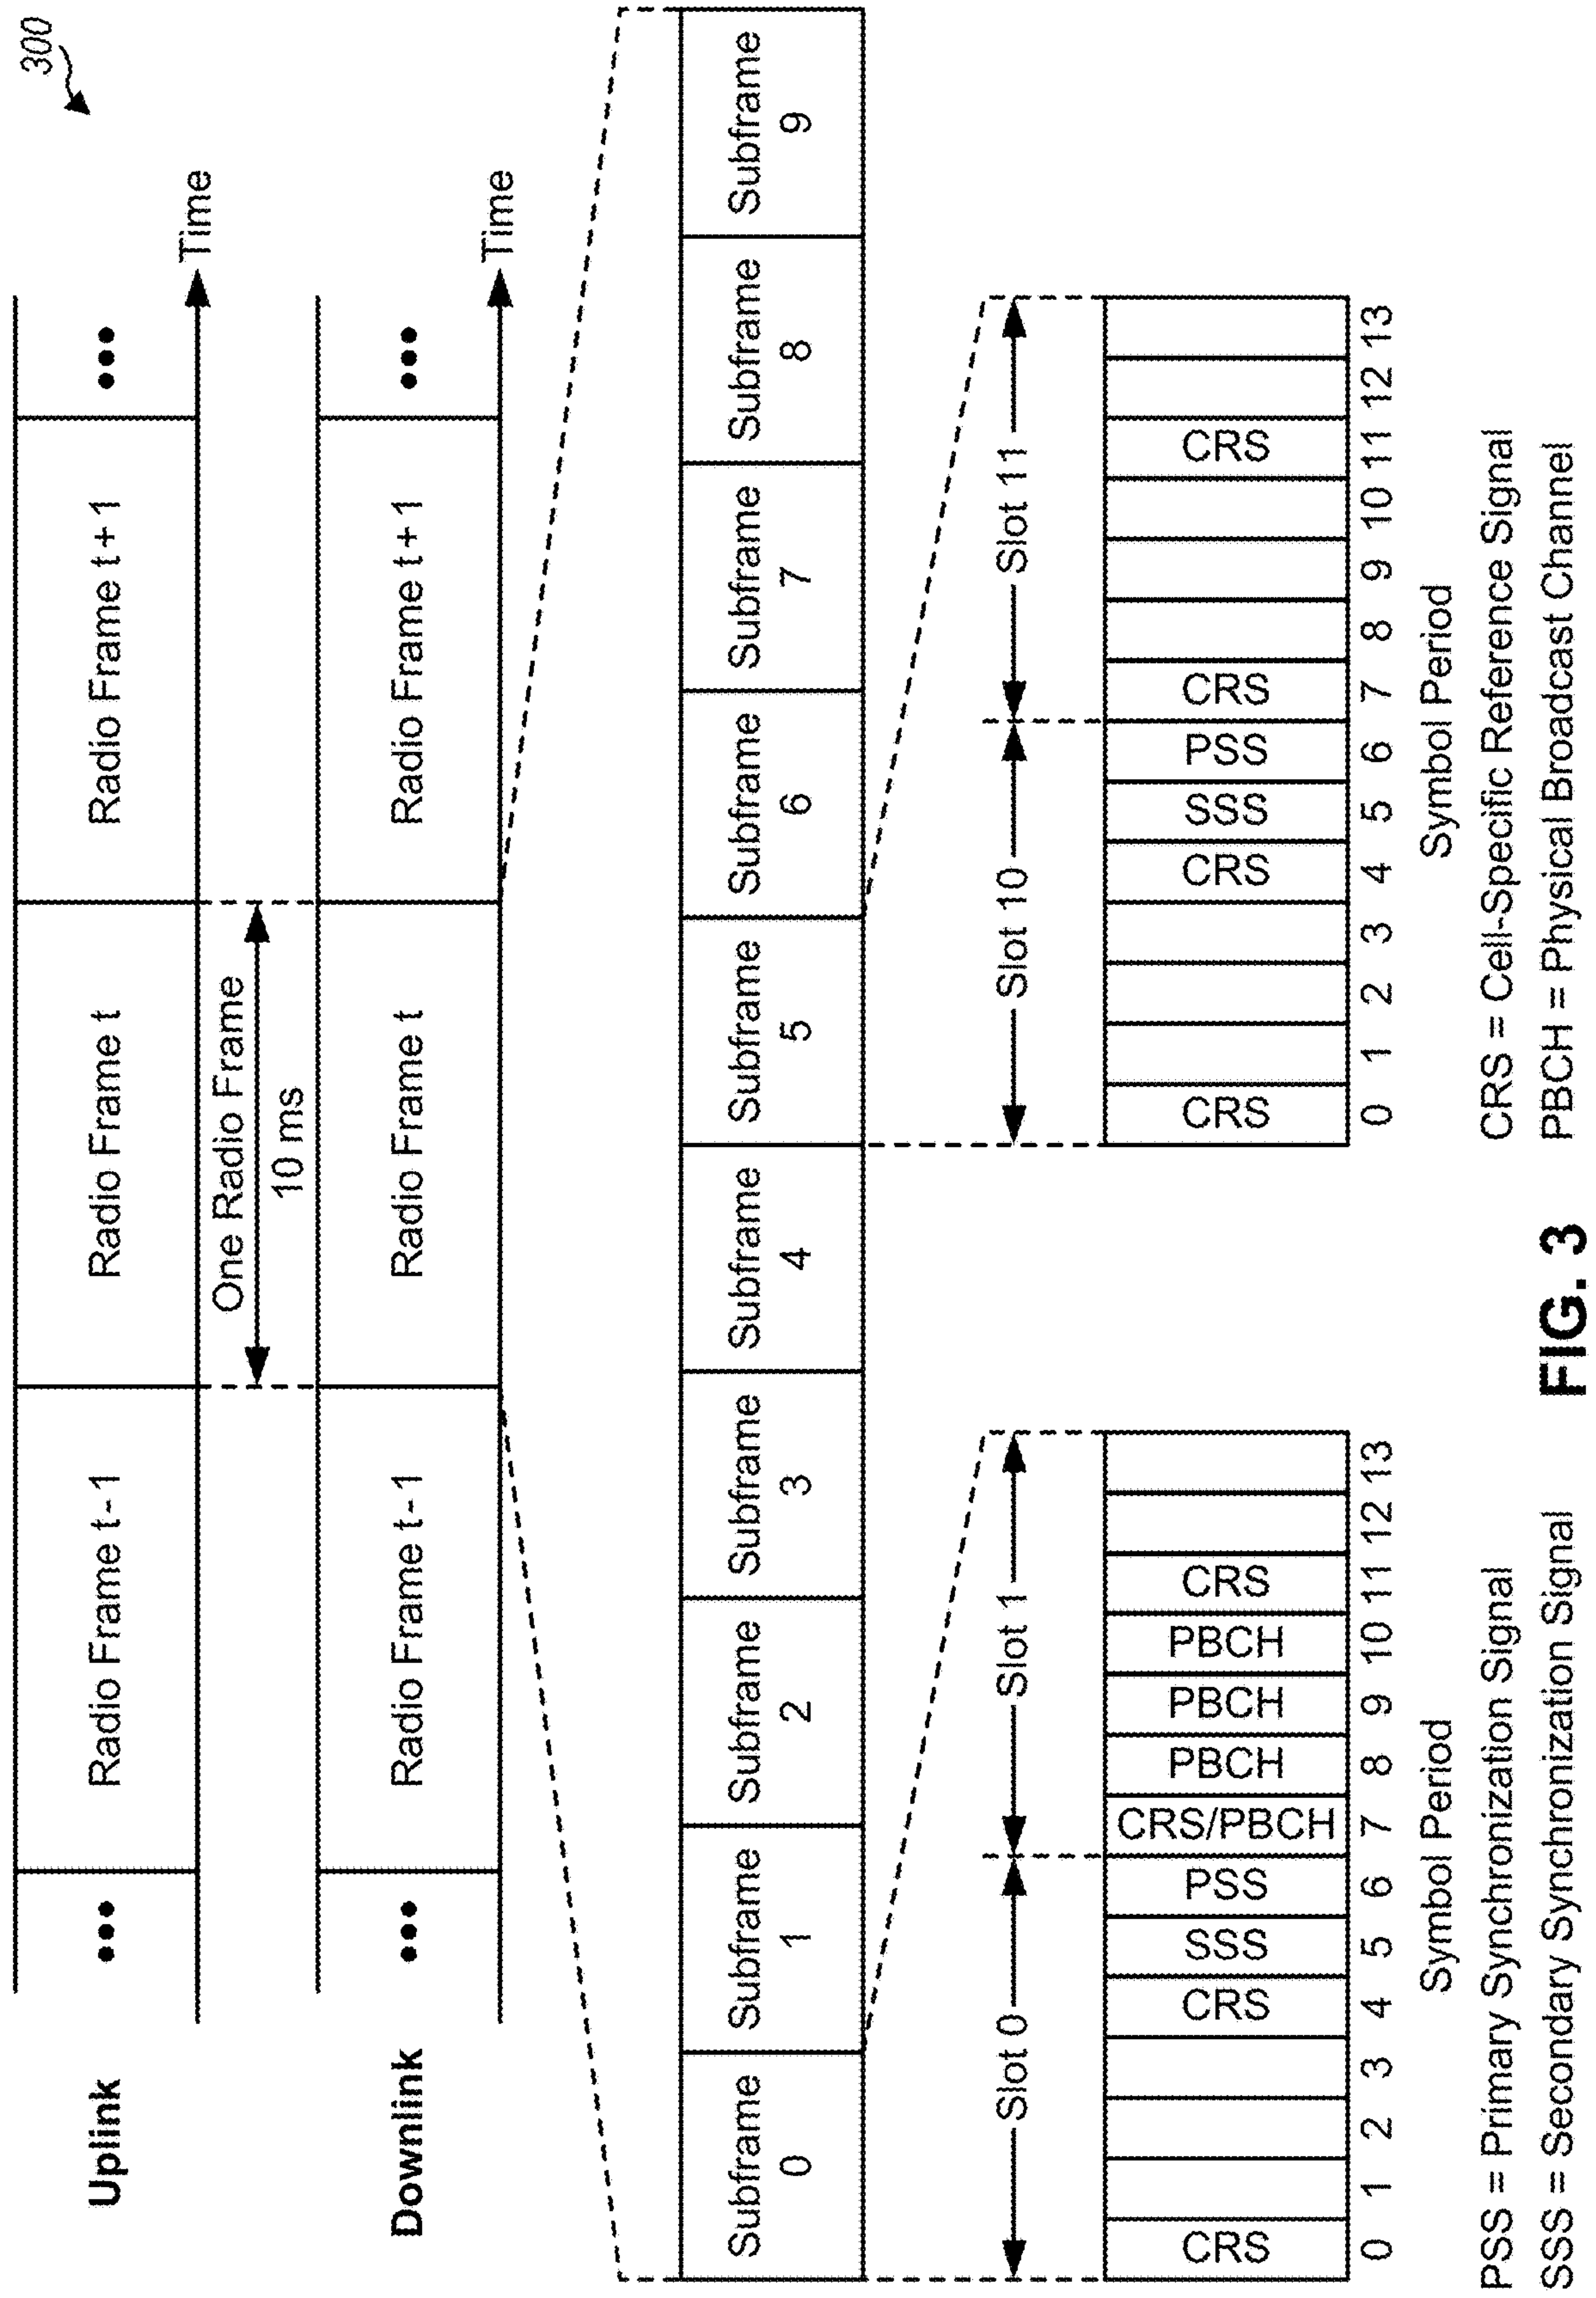 300
Uplink
••• Radio Frame t-1 Radio Frame t Radio Frame t+1 •••
Time
One Radio Frame
10 ms
Downlink
••• Radio Frame t-1 Radio Frame t Radio Frame t+1 •••
Time
Subframe 0
Subframe 1
Subframe 2
Subframe 3
Subframe 4
Subframe 5
Subframe 6
Subframe 7
Subframe 8
Subframe 9
Slot 0 Slot 1
CRS CRS SSS PSS CRS/PBCH PBCH PBCH PBCH CRS
0 1 2 3 4 5 6 7 8 9 10 11 12 13
Symbol Period
Slot 10 Slot 11
CRS CRS SSS PSS CRS CRS
0 1 2 3 4 5 6 7 8 9 10 11 12 13
Symbol Period
PSS = Primary Synchronization Signal
SSS = Secondary Synchronization Signal
CRS = Cell-Specific Reference Signal
PBCH = Physical Broadcast Channel
FIG. 3